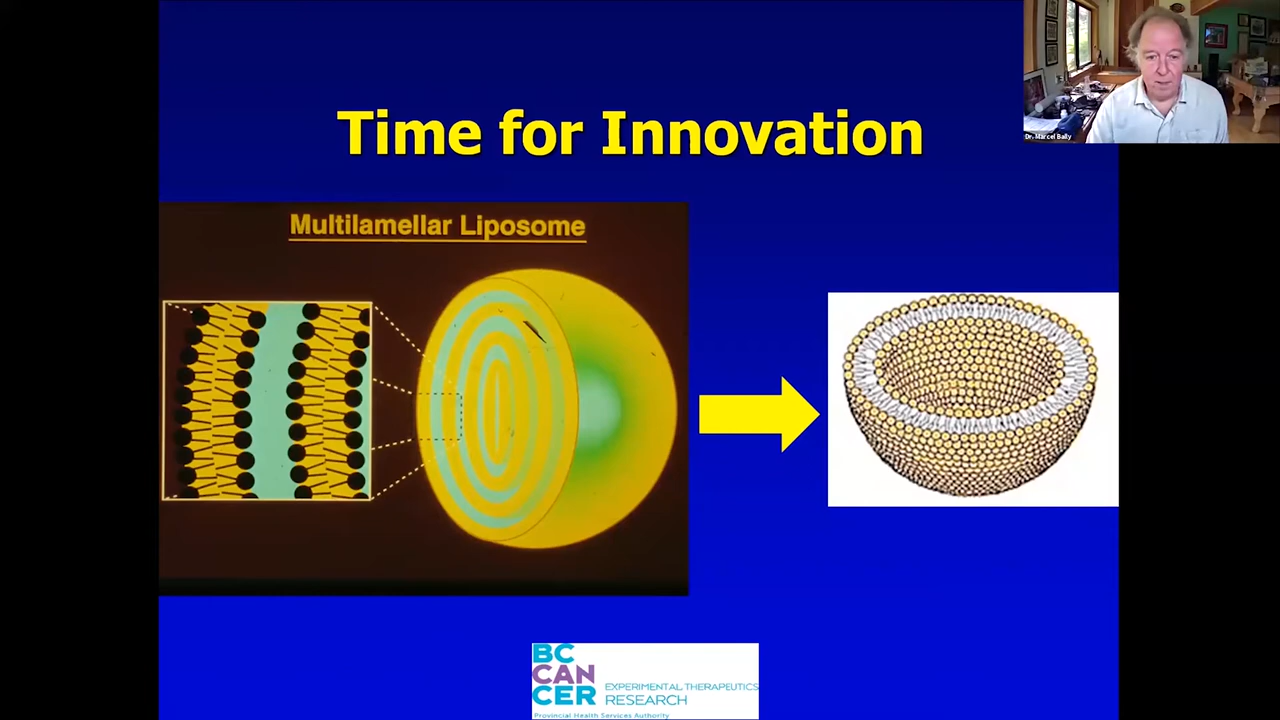 Time for Innovation
Dr. Marcel Bally
Multilamellar Liposome
BC
CAN
CER
EXPERIMENTAL THERAPEUTICS
RESEARCH
Provincial Health Services Authority